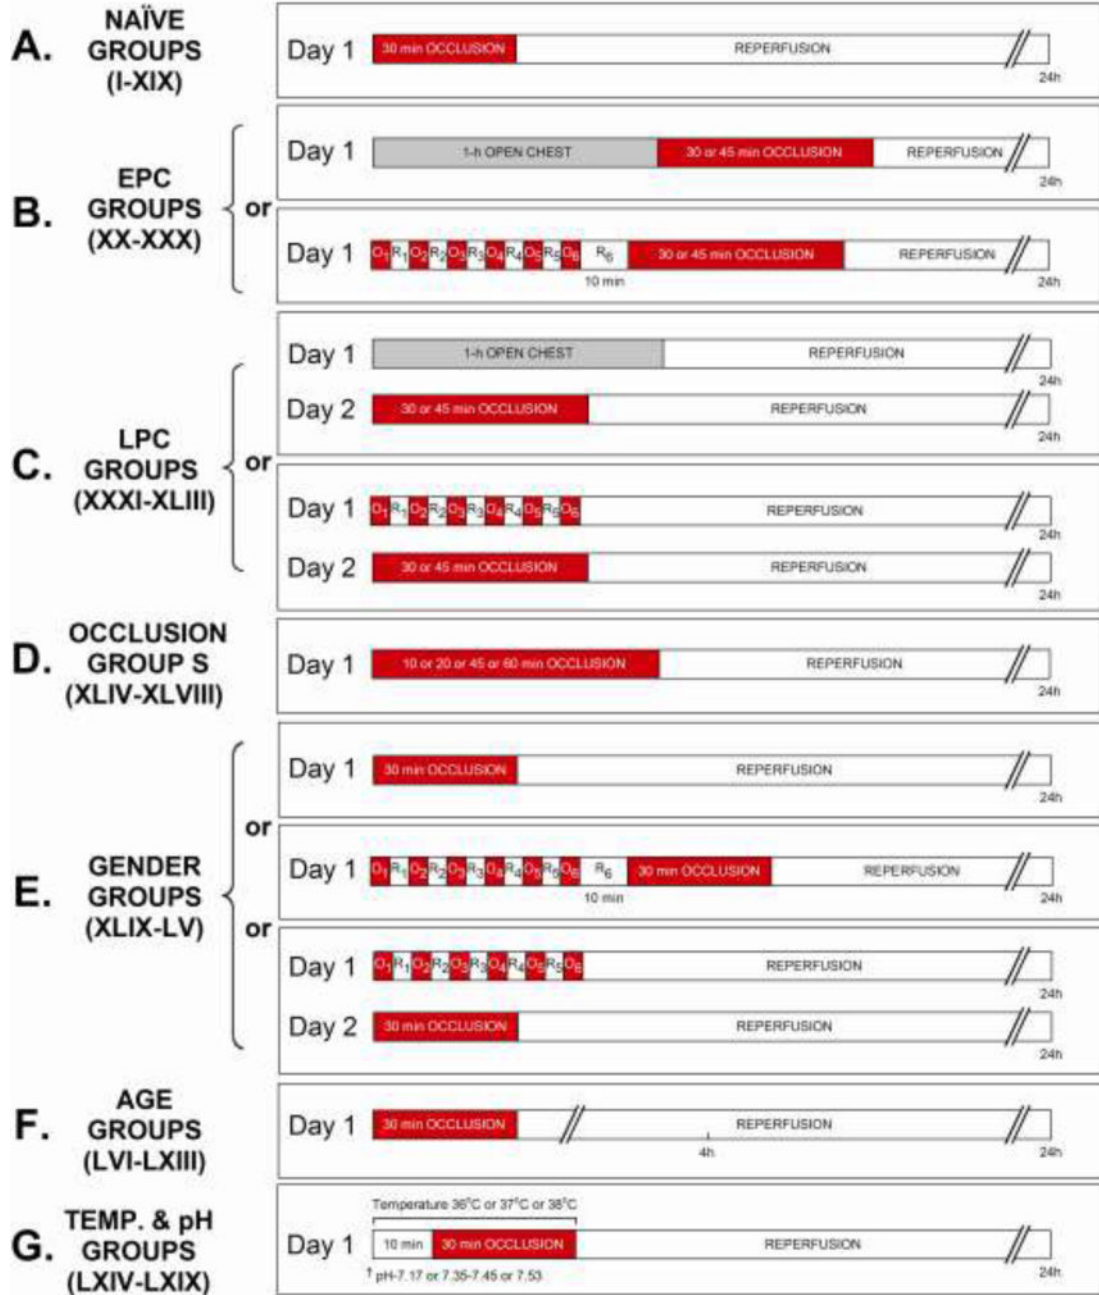 A.
NAÏVE
GROUPS
(I-XIX)
Day 1 30 min OCCLUSION REPERFUSION
24h
B.
EPC
GROUPS
(XX-XXX)
Day 1 1-h OPEN CHEST 30 or 45 min OCCLUSION REPERFUSION
24h
or
Day 1 O1 R1 O2 R2 O3 R3 O4 R4 O5 R5 O6 R6 30 or 45 min OCCLUSION REPERFUSION
10 min 24h
C.
LPC
GROUPS
(XXXI-XLIII)
Day 1 1-h OPEN CHEST REPERFUSION
24h
Day 2 30 or 45 min OCCLUSION REPERFUSION
24h
or
Day 1 O1 R1 O2 R2 O3 R3 O4 R4 O5 R5 O6 REPERFUSION
24h
Day 2 30 or 45 min OCCLUSION REPERFUSION
24h
D.
OCCLUSION
GROUP S
(XLIV-XLVIII)
Day 1 10 or 20 or 45 or 60 min OCCLUSION REPERFUSION
24h
E.
GENDER
GROUPS
(XLIX-LV)
Day 1 30 min OCCLUSION REPERFUSION
24h
or
Day 1 O1 R1 O2 R2 O3 R3 O4 R4 O5 R5 O6 R6 30 min OCCLUSION REPERFUSION
10 min 24h
or
Day 1 O1 R1 O2 R2 O3 R3 O4 R4 O5 R5 O6 REPERFUSION
24h
Day 2 30 min OCCLUSION REPERFUSION
24h
F.
AGE
GROUPS
(LVI-LXIII)
Day 1 30 min OCCLUSION REPERFUSION
4h 24h
G.
TEMP. & pH
GROUPS
(LXIV-LXIX)
Temperature 36°C or 37°C or 38°C
Day 1 10 min 30 min OCCLUSION REPERFUSION
↑ pH-7.17 or 7.35-7.45 or 7.53 24h